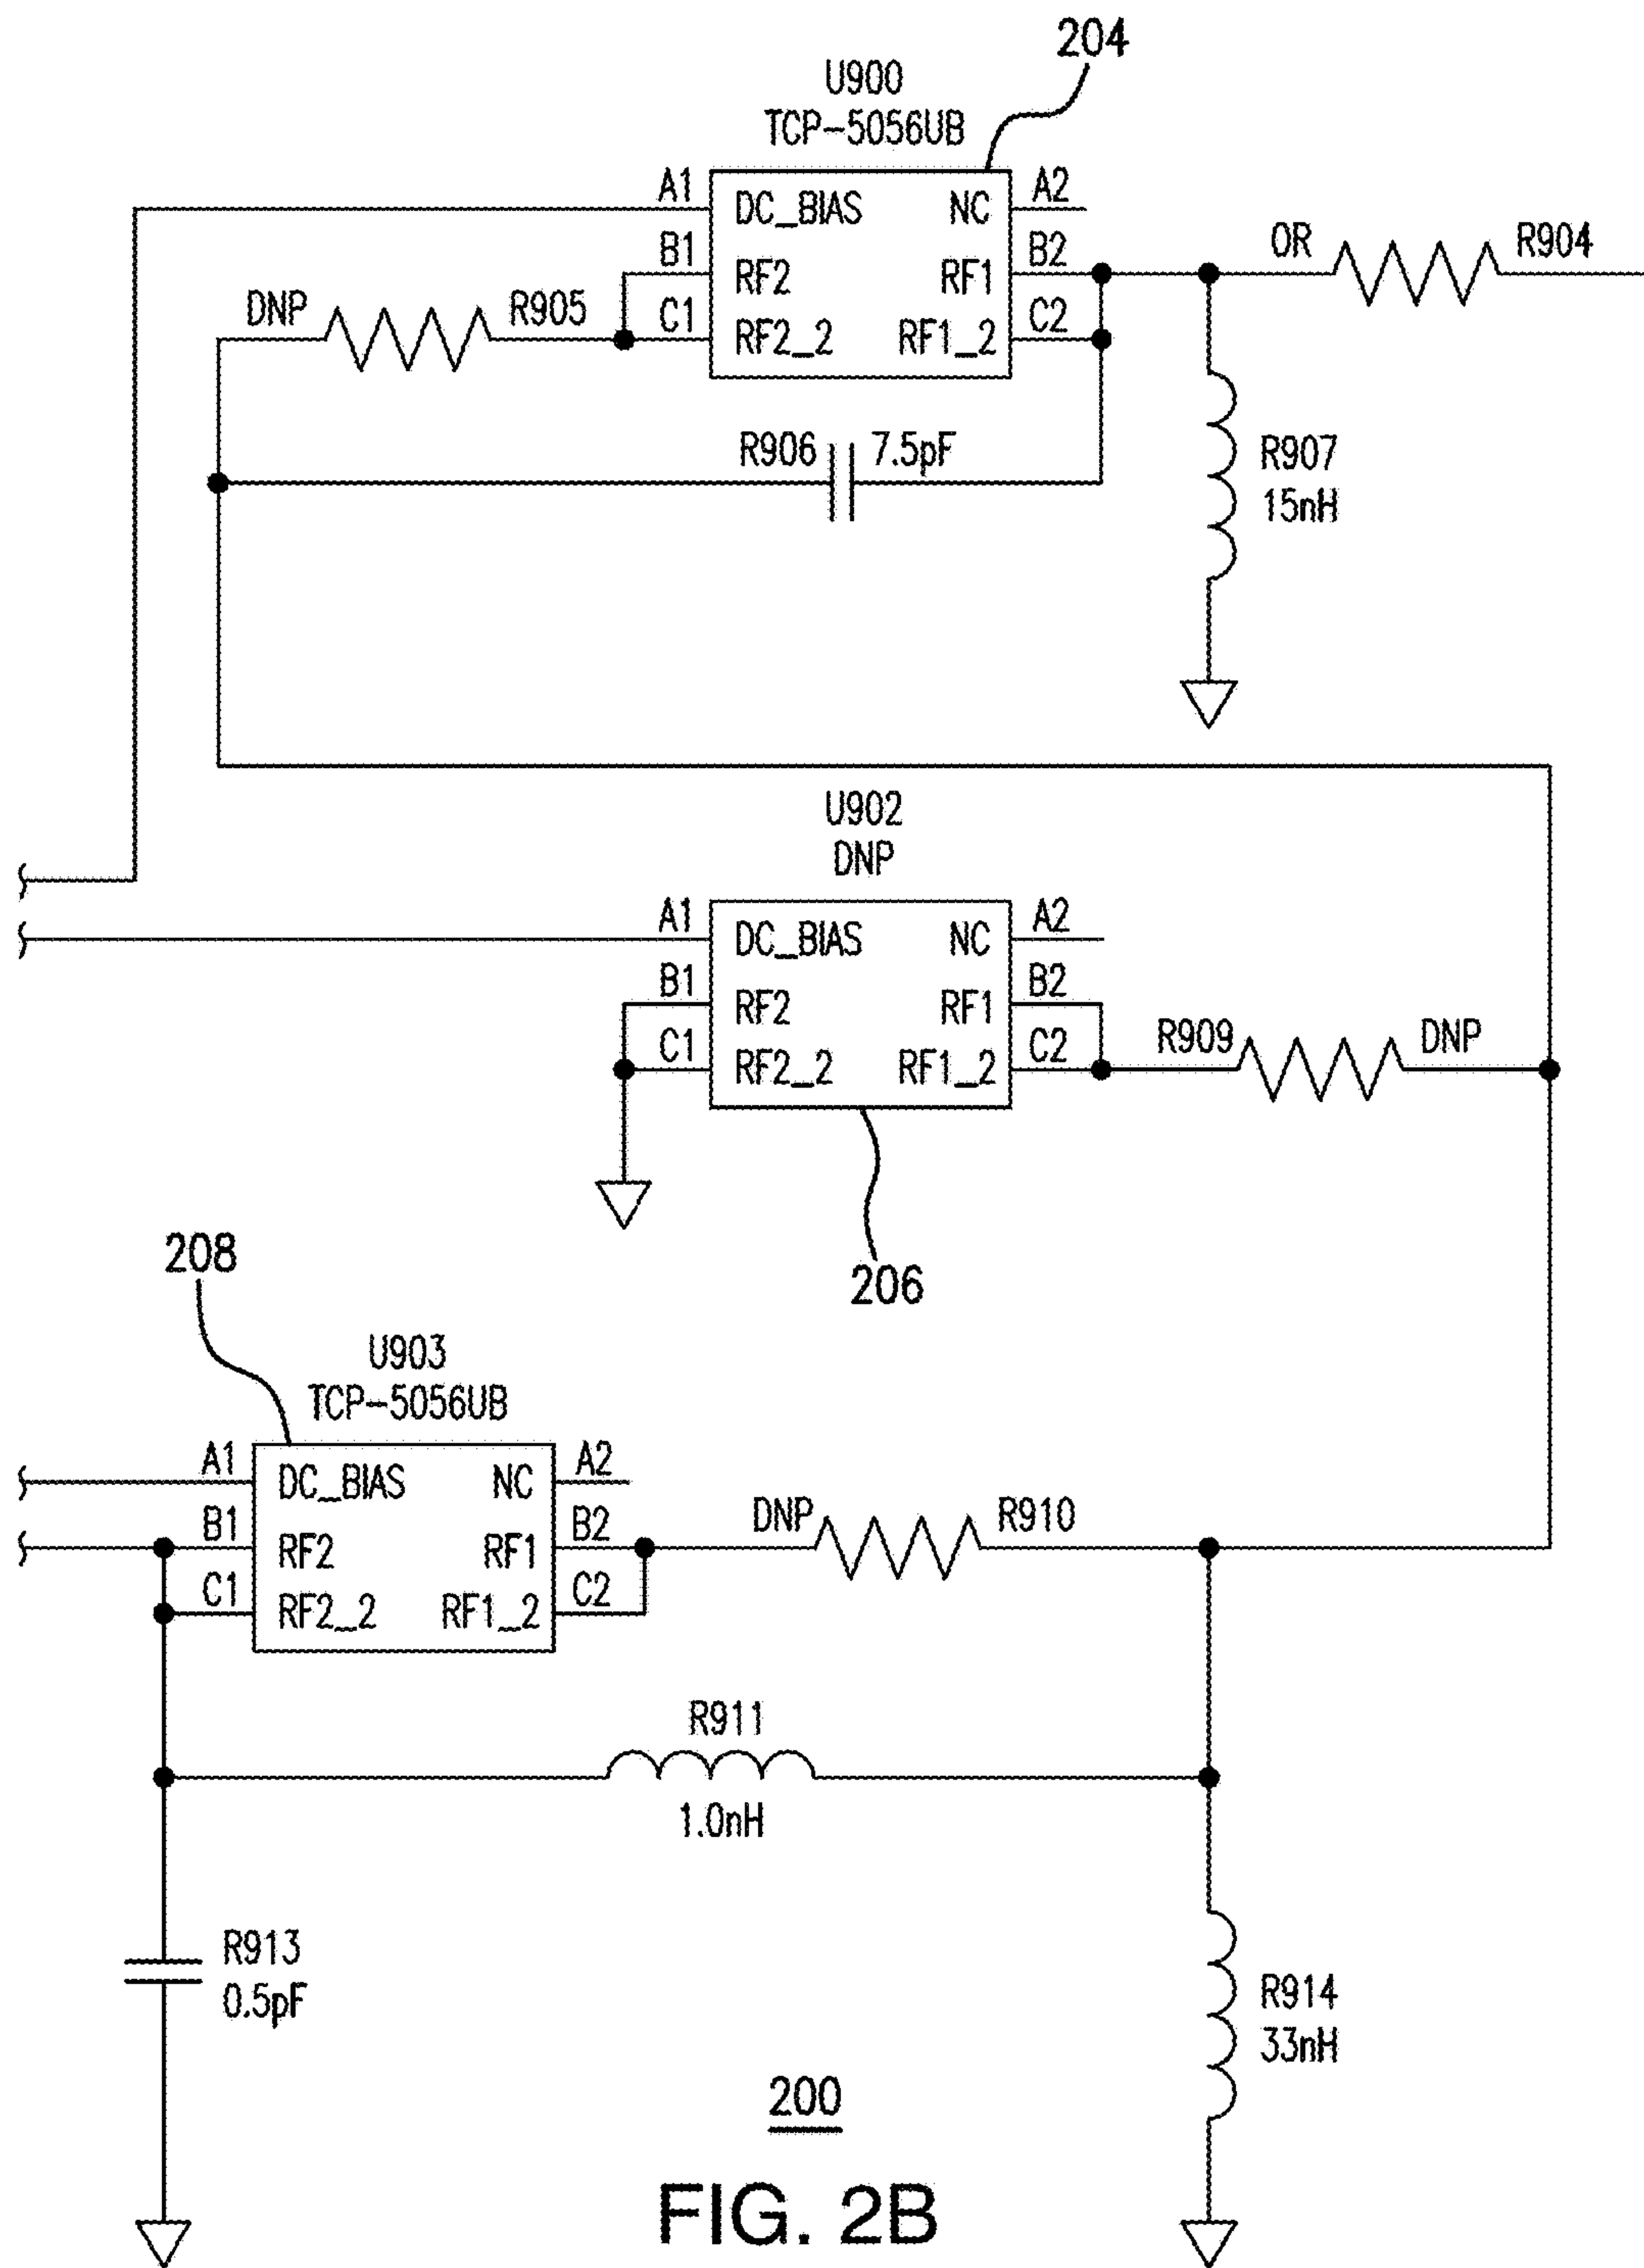 204
U900
TCP-5056UB
A1 DC_BIAS NC A2
B1 RF2 RF1 B2
C1 RF2_2 RF1_2 C2
OR R904
DNP R905
R906 7.5pF
R907
15nH
U902
DNP
A1 DC_BIAS NC A2
B1 RF2 RF1 B2
C1 RF2_2 RF1_2 C2
R909 DNP
206
208
U903
TCP-5056UB
A1 DC_BIAS NC A2
B1 RF2 RF1 B2
C1 RF2_2 RF1_2 C2
DNP R910
R911
1.0nH
R913
0.5pF
R914
33nH
200
FIG. 2B